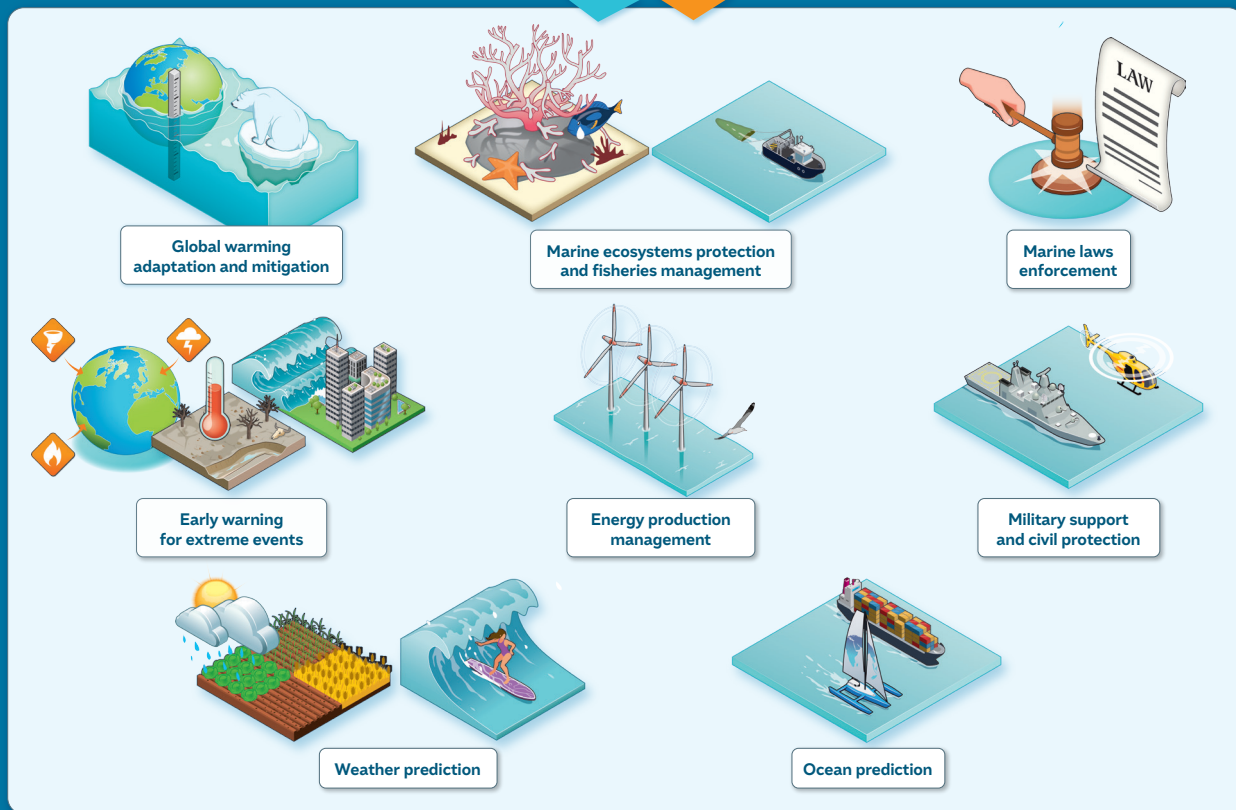 LAW
Global warming
adaptation and mitigation
Marine ecosystems protection
and fisheries management
Marine laws
enforcement
Early warning
for extreme events
Energy production
management
Military support
and civil protection
Weather prediction
Ocean prediction